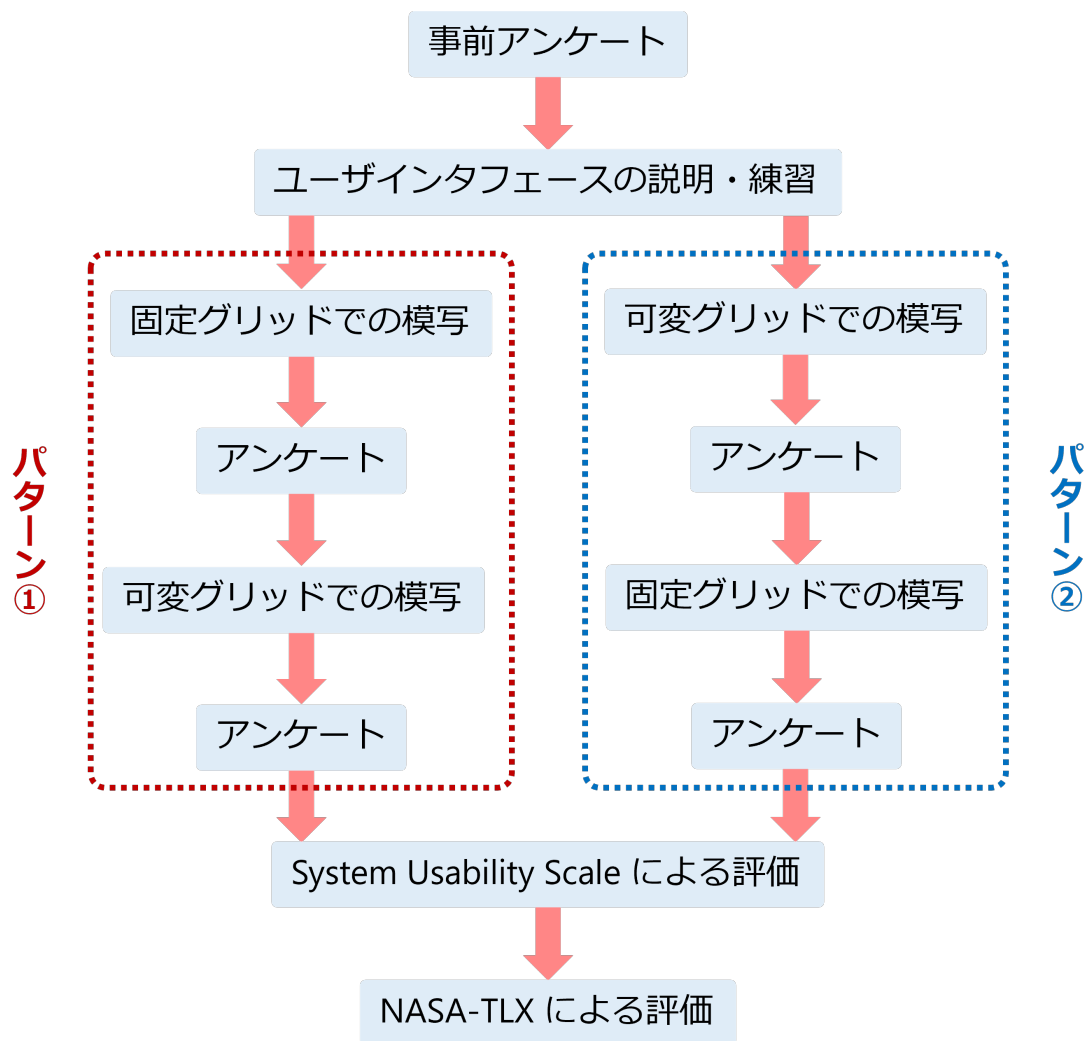 事前アンケート
ユーザインタフェースの説明・練習
パターン①
固定グリッドでの模写
アンケート
可変グリッドでの模写
アンケート
可変グリッドでの模写
アンケート
固定グリッドでの模写
アンケート
パターン②
System Usability Scale による評価
NASA-TLX による評価